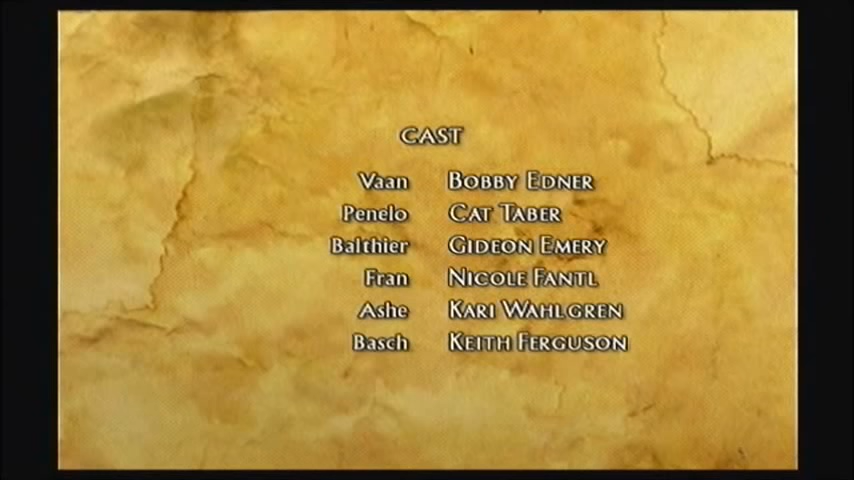 CAST
Vaan BOBBY EDNER
Penelo CAT TABER
Balthier GIDEON EMERY
Fran NICOLE FANTL
Ashe KARI WAHLGREN
Basch KEITH FERGUSON